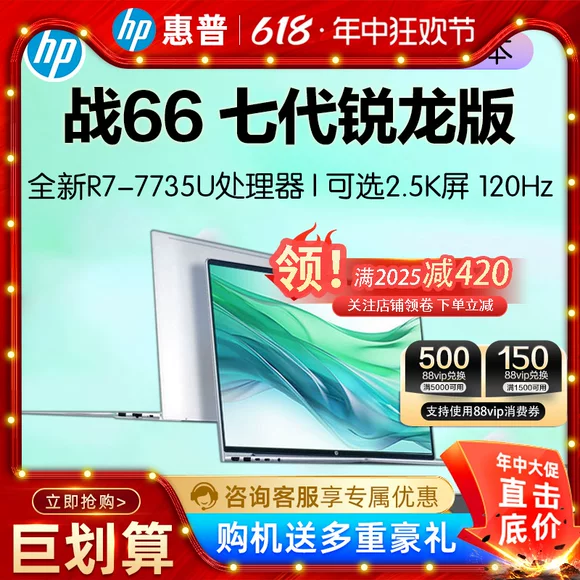 hp
hp 惠普 | 618 · 年中狂欢节
本
战66 七代锐龙版
全新R7-7735U处理器 | 可选2.5K屏 120Hz
领!
满2025减420
关注店铺领卷 下单立减
500
88vip兑换
满5000可用
150
88vip兑换
满1500可用
支持使用88vip消费券
立即抢购>
巨划算
咨询客服享专属优惠
购机送多重豪礼
年中大促
直击
底价